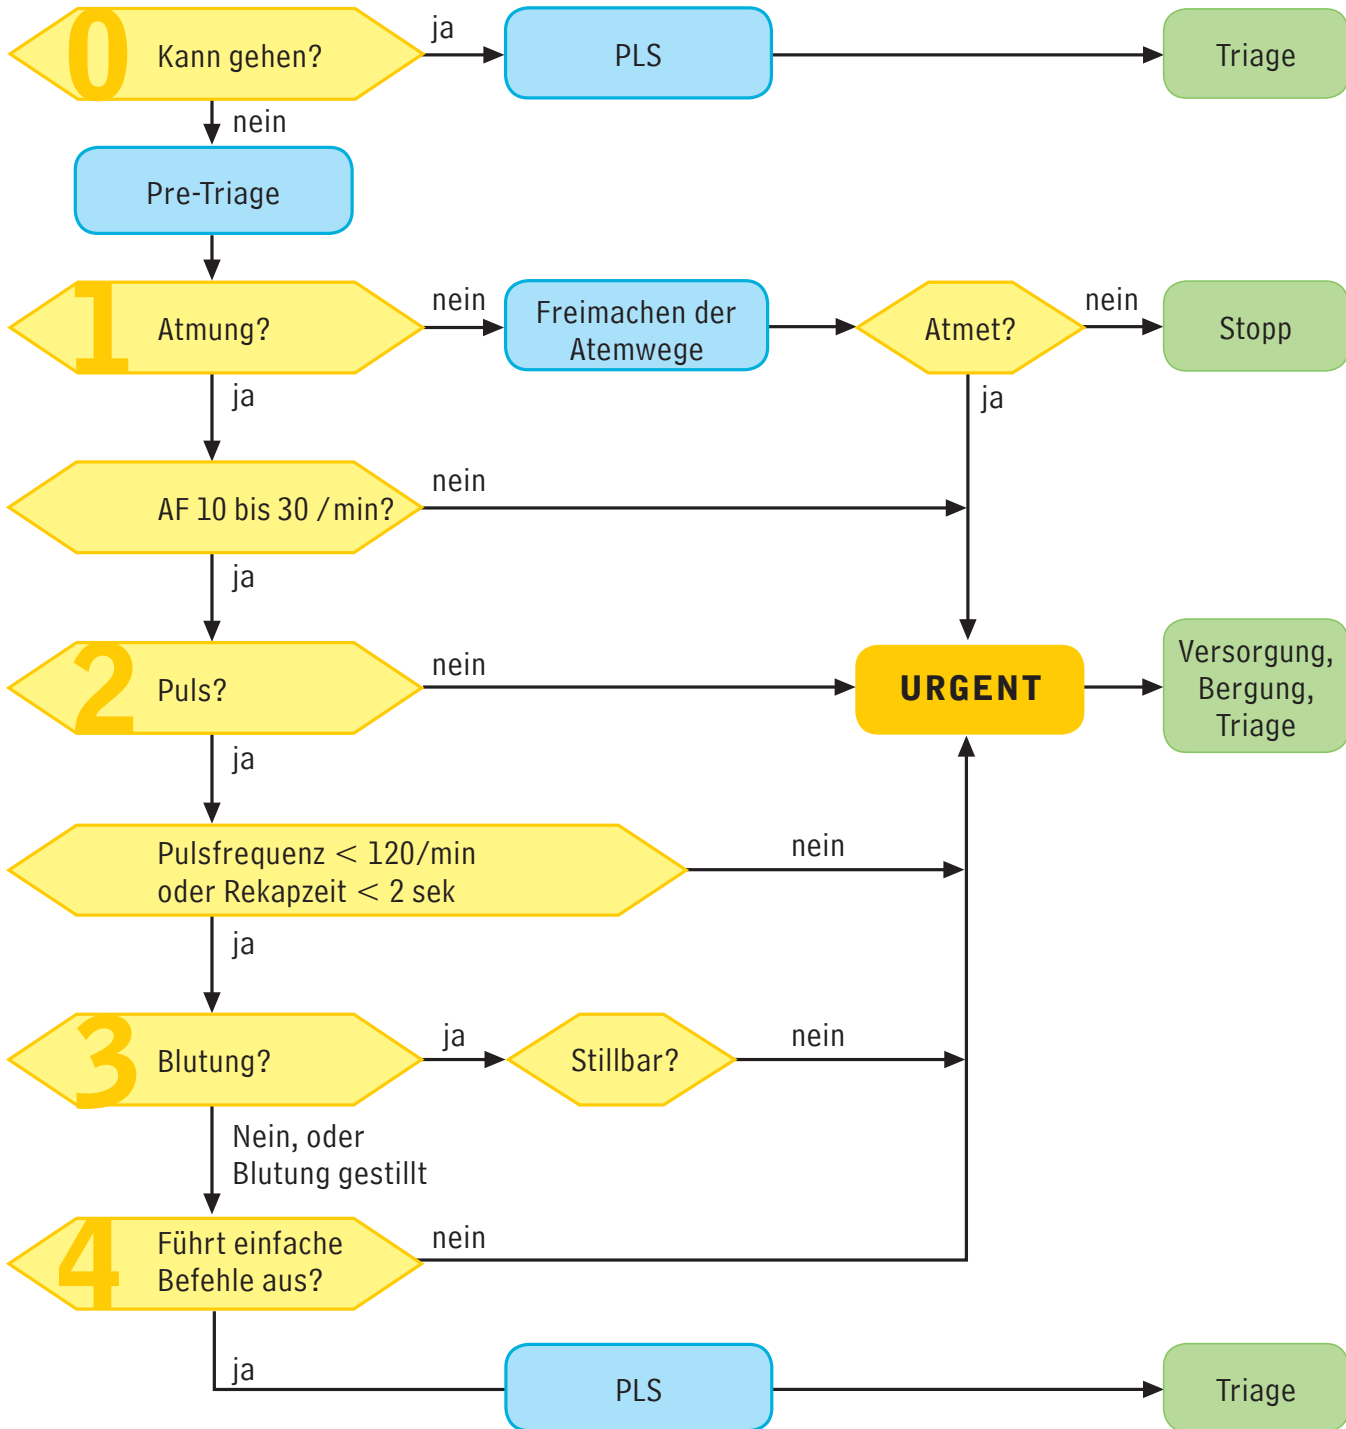 0 Kann gehen?
ja
PLS
Triage
nein
Pre-Triage
1 Atmung?
nein
Freimachen der
Atemwege
Atmet?
nein
Stopp
ja
ja
AF 10 bis 30 /min?
nein
ja
2 Puls?
nein
URGENT
Versorgung,
Bergung,
Triage
ja
Pulsfrequenz < 120/min
oder Rekapzeit < 2 sek
nein
ja
3 Blutung?
ja
Stillbar?
nein
Nein, oder
Blutung gestillt
4 Führt einfache
Befehle aus?
nein
ja
PLS
Triage